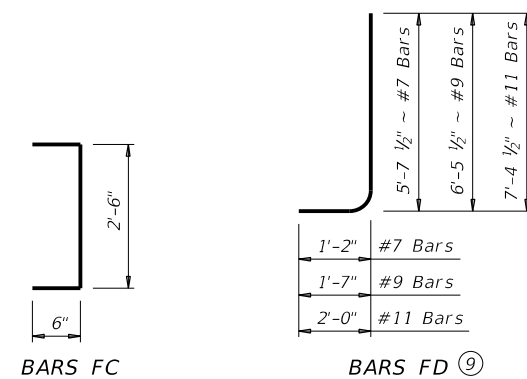 5'-7 ½" ~ #7 Bars
6'-5 ½" ~ #9 Bars
7'-4 ½" ~ #11 Bars
2'-6"
6"
1'-2" #7 Bars
1'-7" #9 Bars
2'-0" #11 Bars
BARS FC
BARS FD 9